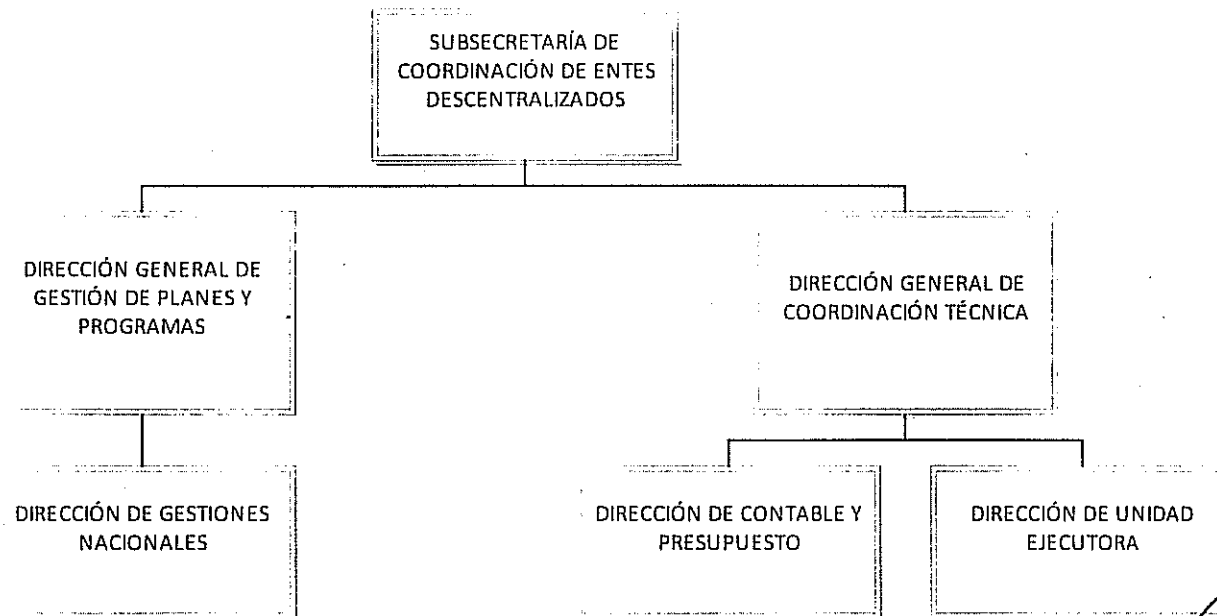 SUBSECRETARÍA DE
COORDINACIÓN DE ENTES
DESCENTRALIZADOS
DIRECCIÓN GENERAL DE
GESTIÓN DE PLANES Y
PROGRAMAS
DIRECCIÓN GENERAL DE
COORDINACIÓN TÉCNICA
DIRECCIÓN DE GESTIONES
NACIONALES
DIRECCIÓN DE CONTABLE Y
PRESUPUESTO
DIRECCIÓN DE UNIDAD
EJECUTORA